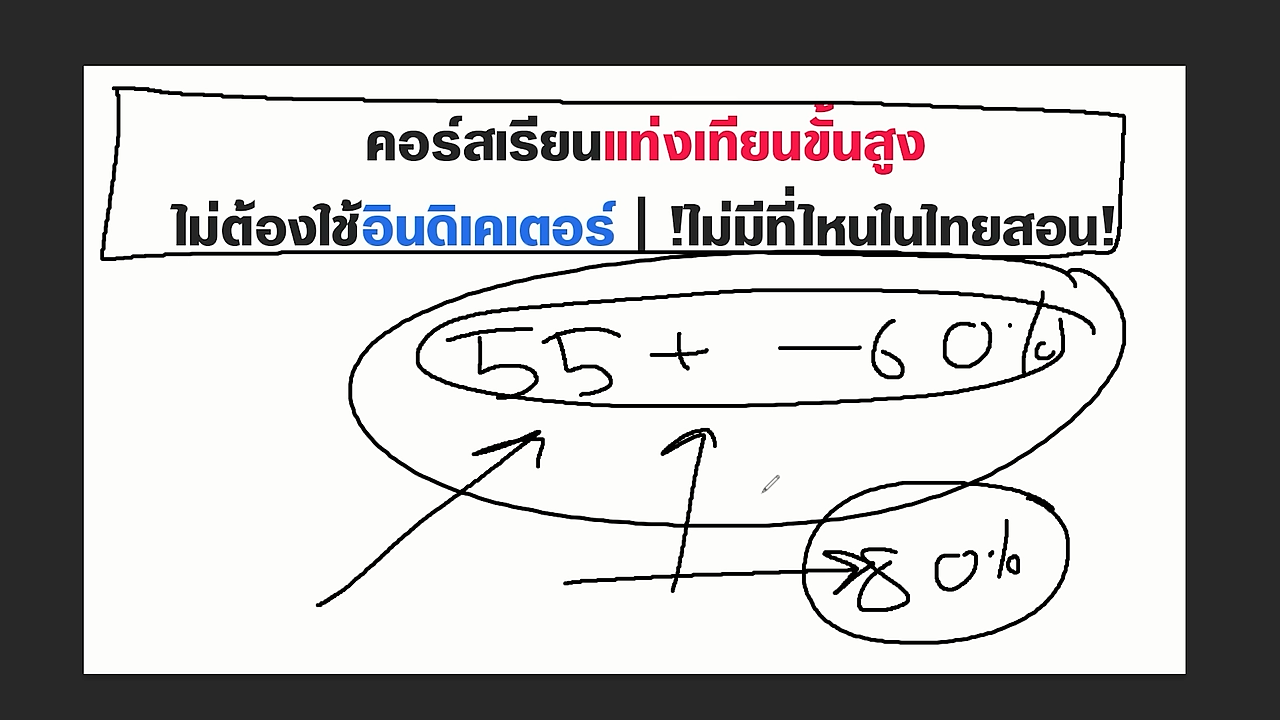 คอร์สเรียนแท่งเทียนขั้นสูง
ไม่ต้องใช้อินดิเคเตอร์ | !ไม่มีที่ไหนในไทยสอน!
55 + — 60%
80%